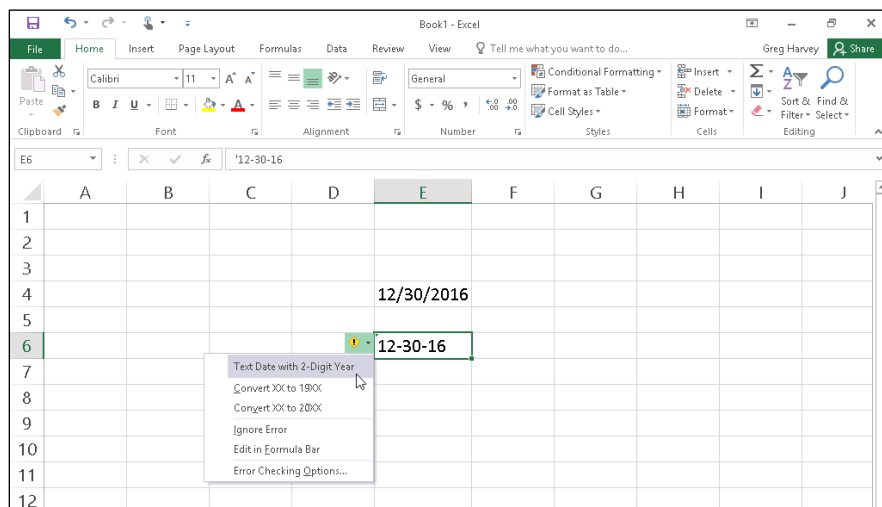 Book1 - Excel
File Home Insert Page Layout Formulas Data Review View Tell me what you want to do... Greg Harvey Share
Paste
Clipboard
Calibri 11 A A
B I U A
Font
Alignment
General
$ % , .00 .00
Number
Conditional Formatting
Format as Table
Cell Styles
Styles
Insert
Delete
Format
Cells
Σ
Sort & Filter
Find & Select
Editing
E6 fx '12-30-16
A B C D E F G H I J
1
2
3
4 12/30/2016
5
6 12-30-16
7
8
9
10
11
12
Text Date with 2-Digit Year
Convert XX to 19XX
Convert XX to 20XX
Ignore Error
Edit in Formula Bar
Error Checking Options...